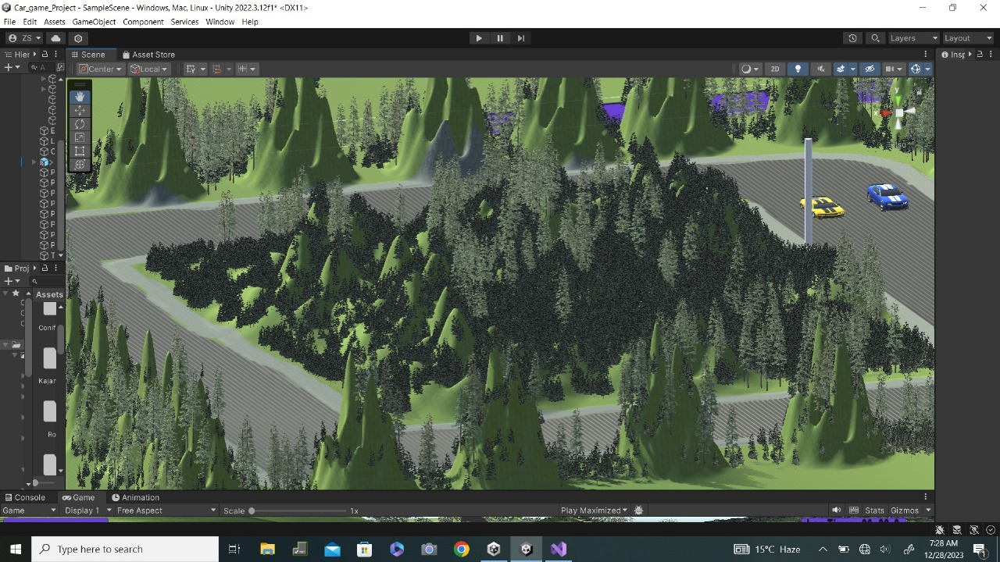 Car_game_Project - SampleScene - Windows, Mac, Linux - Unity 2022.3.12f1* <DX11>
File Edit Assets GameObject Component Services Window Help
ZS Layers Layout
Hier Scene Asset Store Insp
A Center Local 2D
y
x
Iso
E
L
C
P
P
P
P
P
P
P
P
T
Proj
Assets
Conif
Kajar
Ro
Console Game Animation
Game Display 1 Free Aspect Scale 1x Play Maximized Stats Gizmos
Type here to search
15°C Haze
7:28 AM
12/28/2023
1